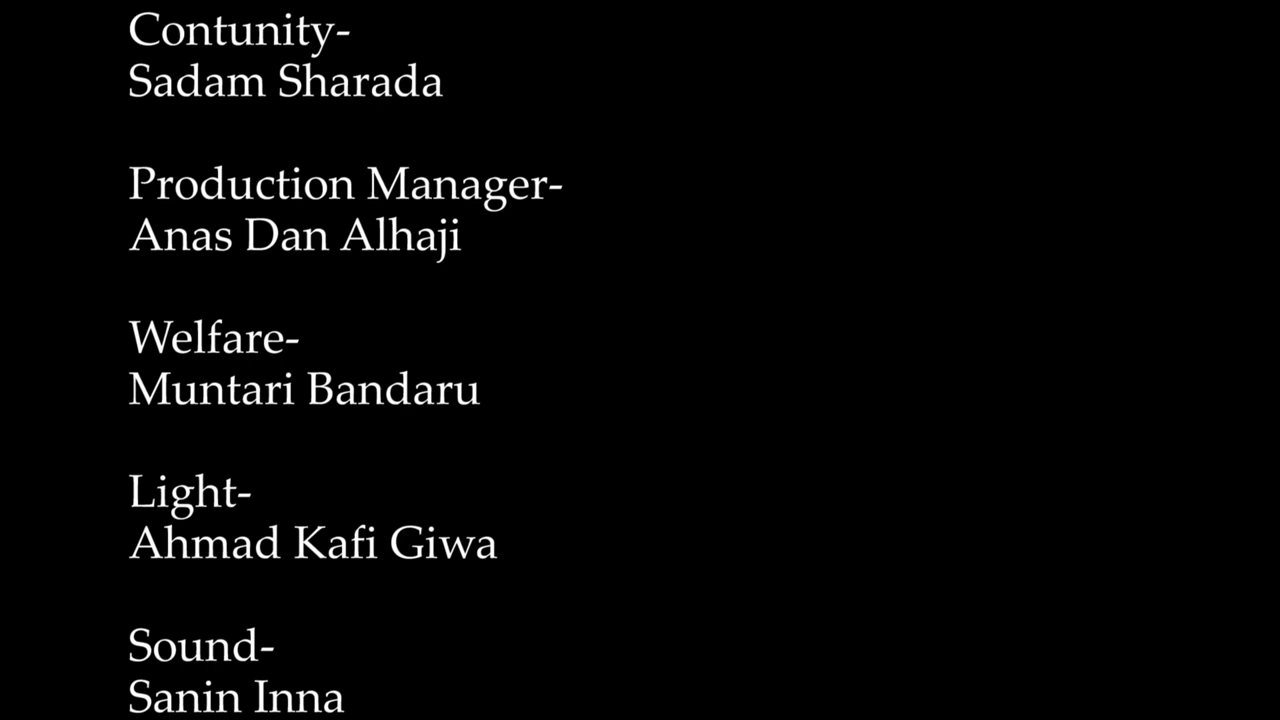 Contunity-
Sadam Sharada
Production Manager-
Anas Dan Alhaji
Welfare-
Muntari Bandaru
Light-
Ahmad Kafi Giwa
Sound-
Sanin Inna